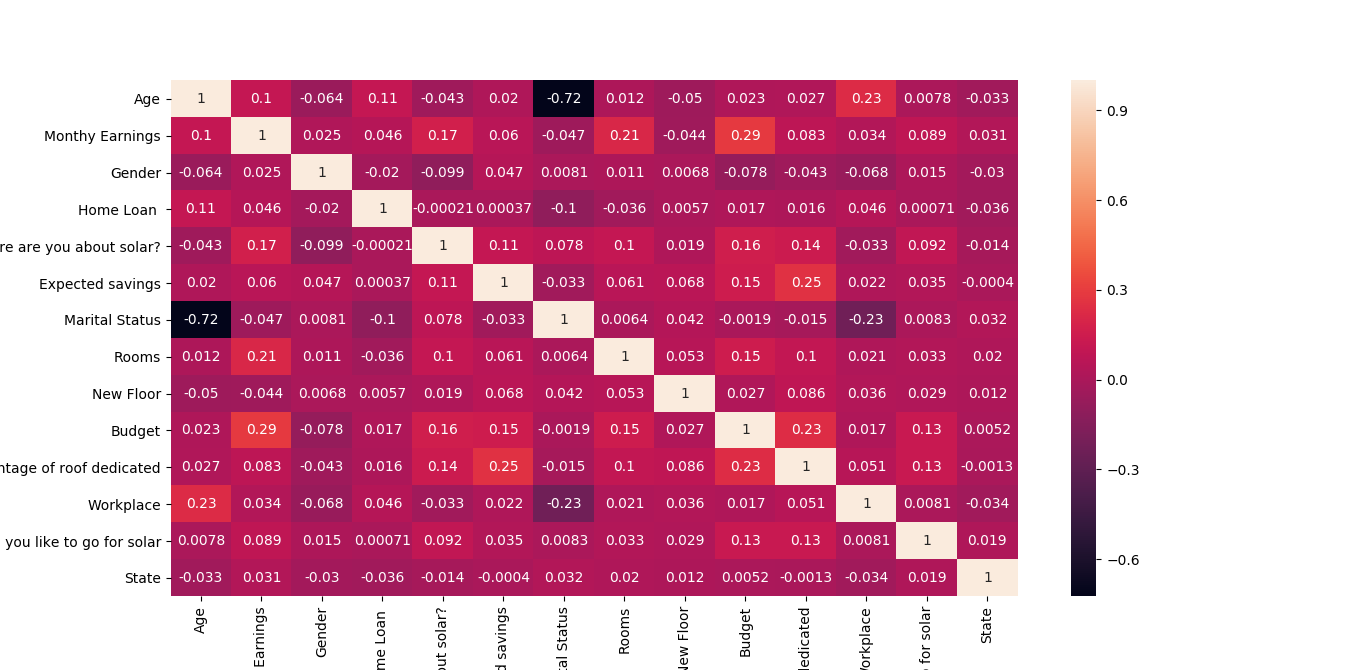 Age 1 0.1 -0.064 0.11 -0.043 0.02 -0.72 0.012 -0.05 0.023 0.027 0.23 0.0078 -0.033
Monthy Earnings 0.1 1 0.025 0.046 0.17 0.06 -0.047 0.21 -0.044 0.29 0.083 0.034 0.089 0.031
Gender -0.064 0.025 1 -0.02 -0.099 0.047 0.0081 0.011 0.0068 -0.078 -0.043 -0.068 0.015 -0.03
Home Loan 0.11 0.046 -0.02 1 -0.00021 0.00037 -0.1 -0.036 0.0057 0.017 0.016 0.046 0.00071 -0.036
re are you about solar? -0.043 0.17 -0.099 -0.00021 1 0.11 0.078 0.1 0.019 0.16 0.14 -0.033 0.092 -0.014
Expected savings 0.02 0.06 0.047 0.00037 0.11 1 -0.033 0.061 0.068 0.15 0.25 0.022 0.035 -0.0004
Marital Status -0.72 -0.047 0.0081 -0.1 0.078 -0.033 1 0.0064 0.042 -0.0019 -0.015 -0.23 0.0083 0.032
Rooms 0.012 0.21 0.011 -0.036 0.1 0.061 0.0064 1 0.053 0.15 0.1 0.021 0.033 0.02
New Floor -0.05 -0.044 0.0068 0.0057 0.019 0.068 0.042 0.053 1 0.027 0.086 0.036 0.029 0.012
Budget 0.023 0.29 -0.078 0.017 0.16 0.15 -0.0019 0.15 0.027 1 0.23 0.017 0.13 0.0052
ntage of roof dedicated 0.027 0.083 -0.043 0.016 0.14 0.25 -0.015 0.1 0.086 0.23 1 0.051 0.13 -0.0013
Workplace 0.23 0.034 -0.068 0.046 -0.033 0.022 -0.23 0.021 0.036 0.017 0.051 1 0.0081 -0.034
you like to go for solar 0.0078 0.089 0.015 0.00071 0.092 0.035 0.0083 0.033 0.029 0.13 0.13 0.0081 1 0.019
State -0.033 0.031 -0.03 -0.036 -0.014 -0.0004 0.032 0.02 0.012 0.0052 -0.0013 -0.034 0.019 1
Age
Earnings
Gender
me Loan
out solar?
d savings
tal Status
Rooms
New Floor
Budget
dedicated
Workplace
for solar
State
0.9
0.6
0.3
0.0
−0.3
−0.6